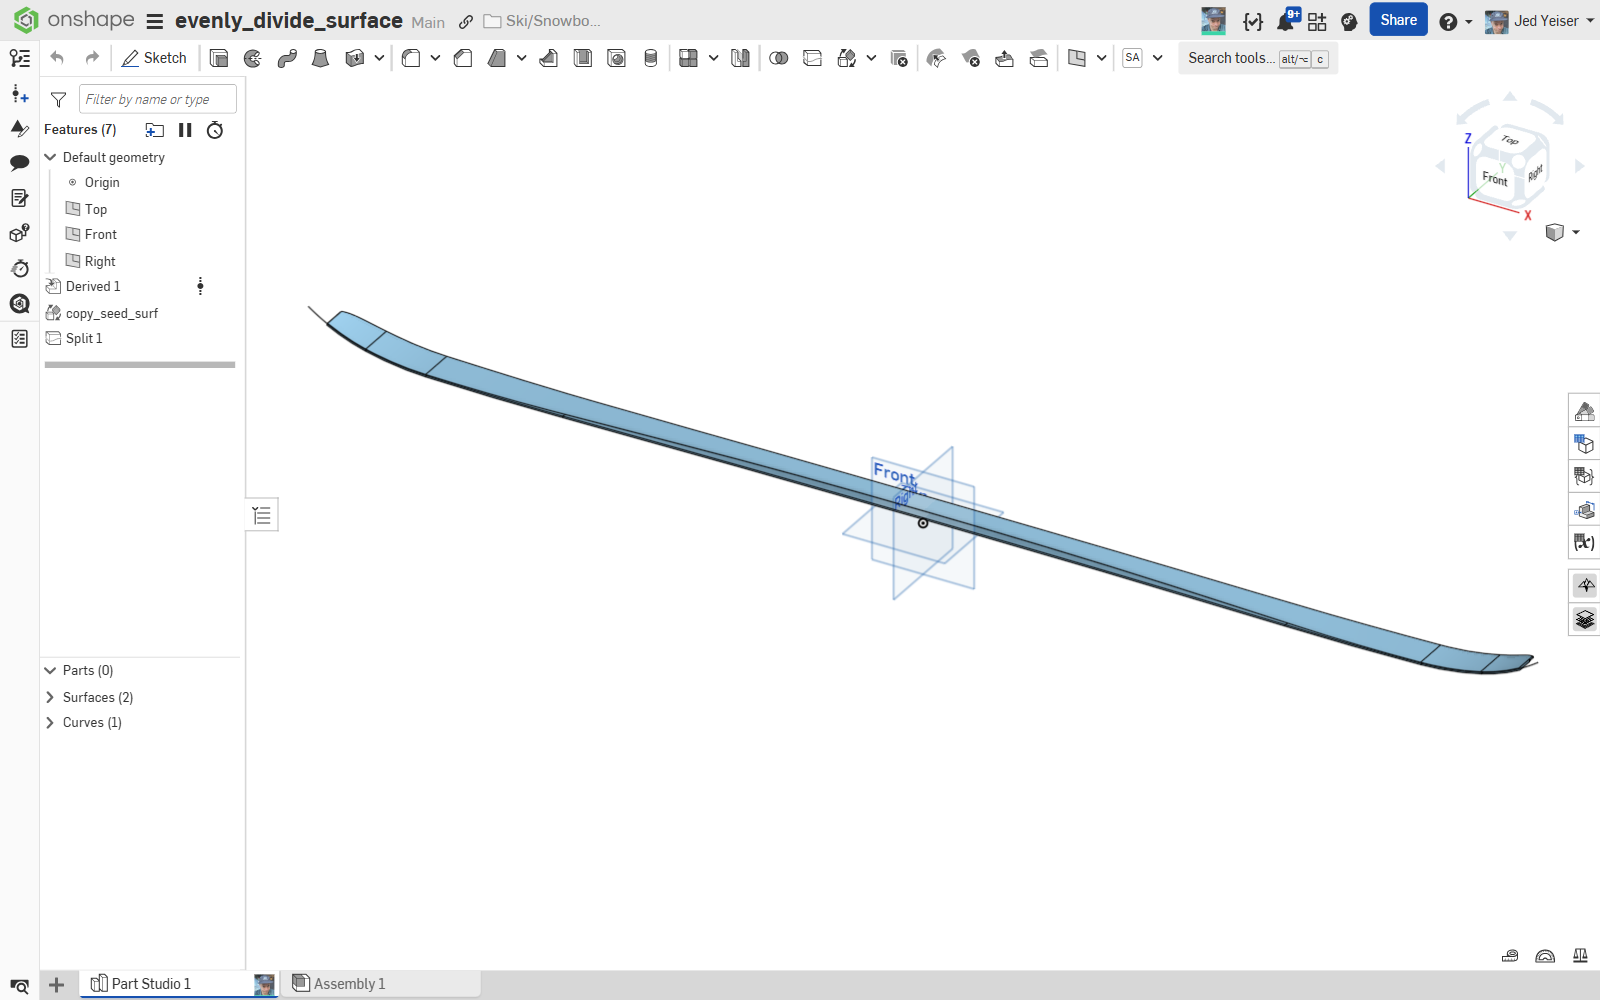 onshape evenly_divide_surface Main Ski/Snowbo... 9+ Share Jed Yeiser
Sketch SA Search tools... alt/⌥ c
Filter by name or type
Features (7)
Default geometry
Origin
Top
Front
Right
Derived 1
copy_seed_surf
Split 1
Parts (0)
Surfaces (2)
Curves (1)
Z
Top
Y
Front
Right
X
Front
Right
Part Studio 1
Assembly 1